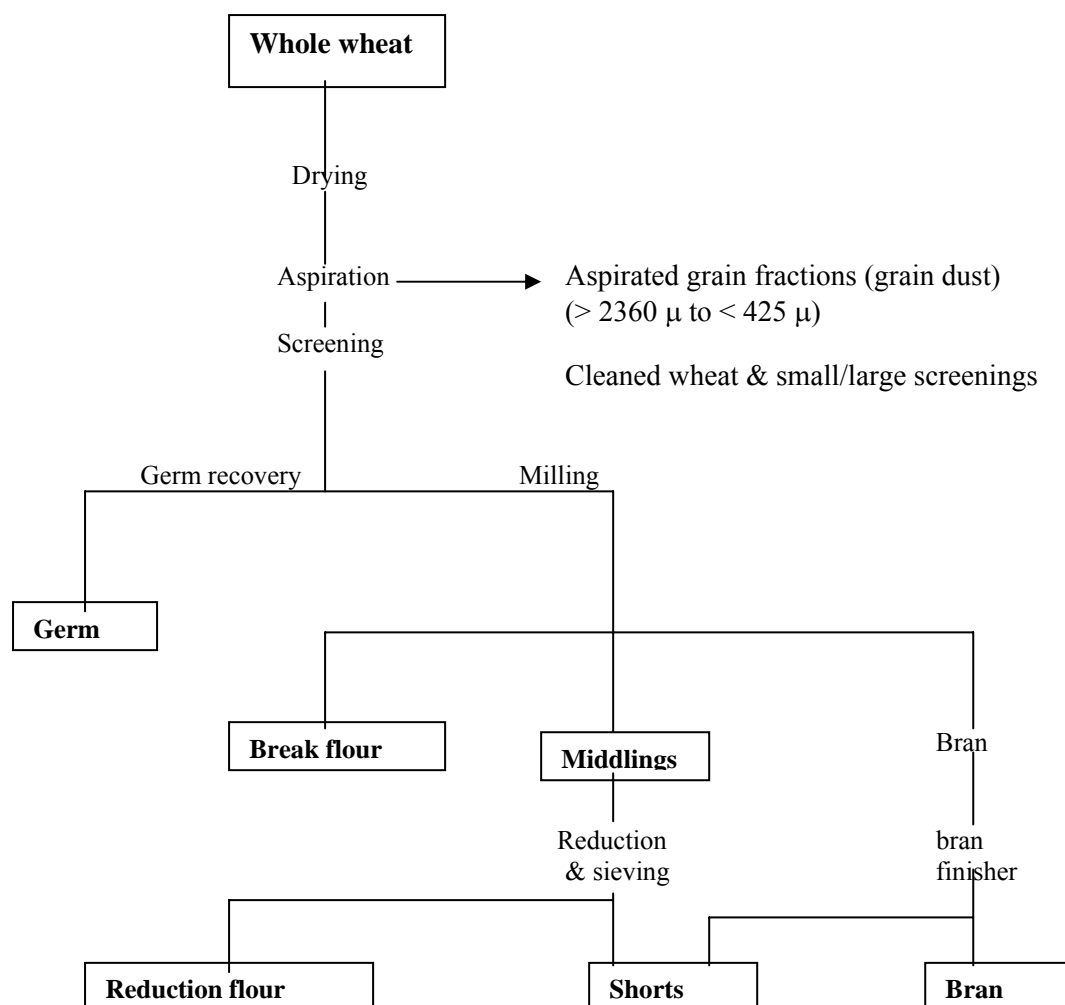 Whole wheat
Drying
Aspiration
Aspirated grain fractions (grain dust)
(> 2360 μ to < 425 μ)
Screening
Cleaned wheat & small/large screenings
Germ recovery
Milling
Germ
Break flour
Middlings
Bran
Reduction
& sieving
bran
finisher
Reduction flour
Shorts
Bran